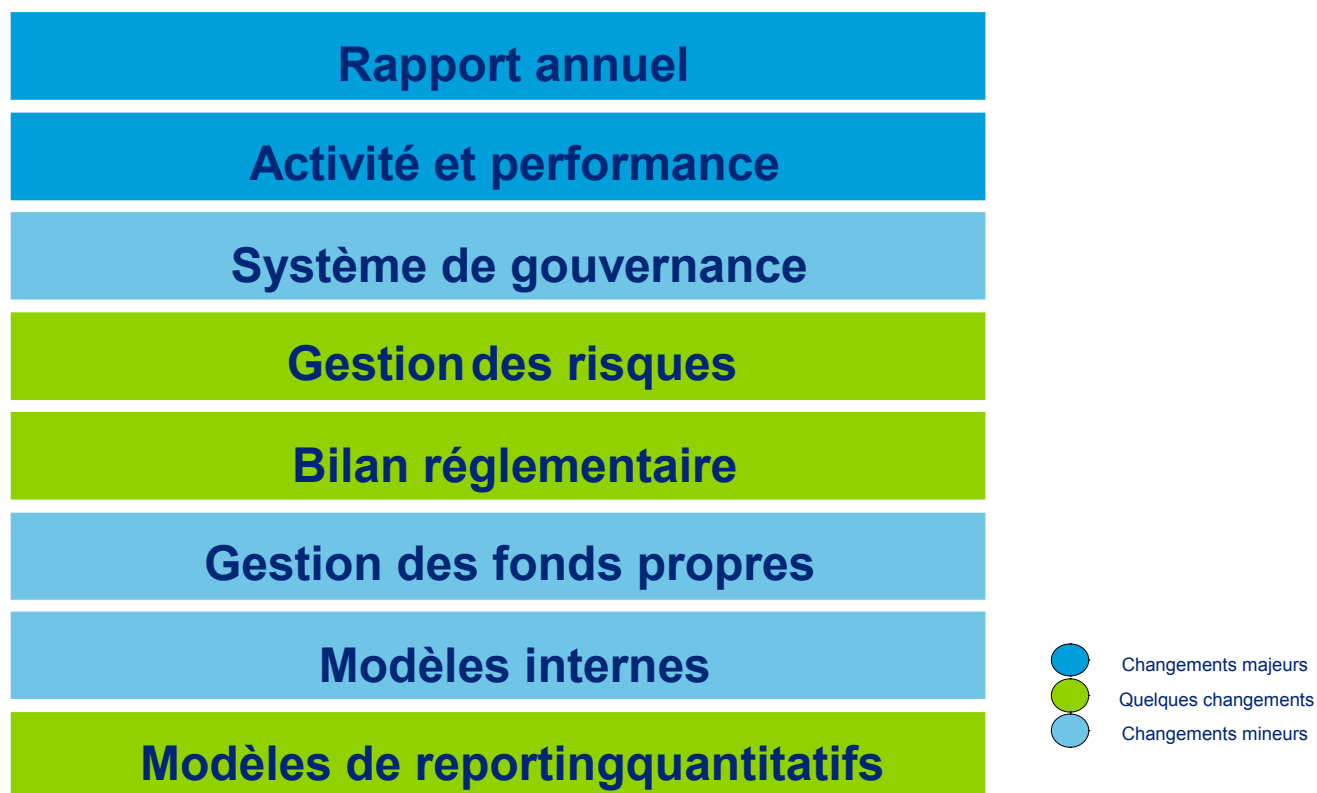 Rapport annuel
Activité et performance
Système de gouvernance
Gestion des risques
Bilan réglementaire
Gestion des fonds propres
Modèles internes
Modèles de reportingquantitatifs
Changements majeurs
Quelques changements
Changements mineurs